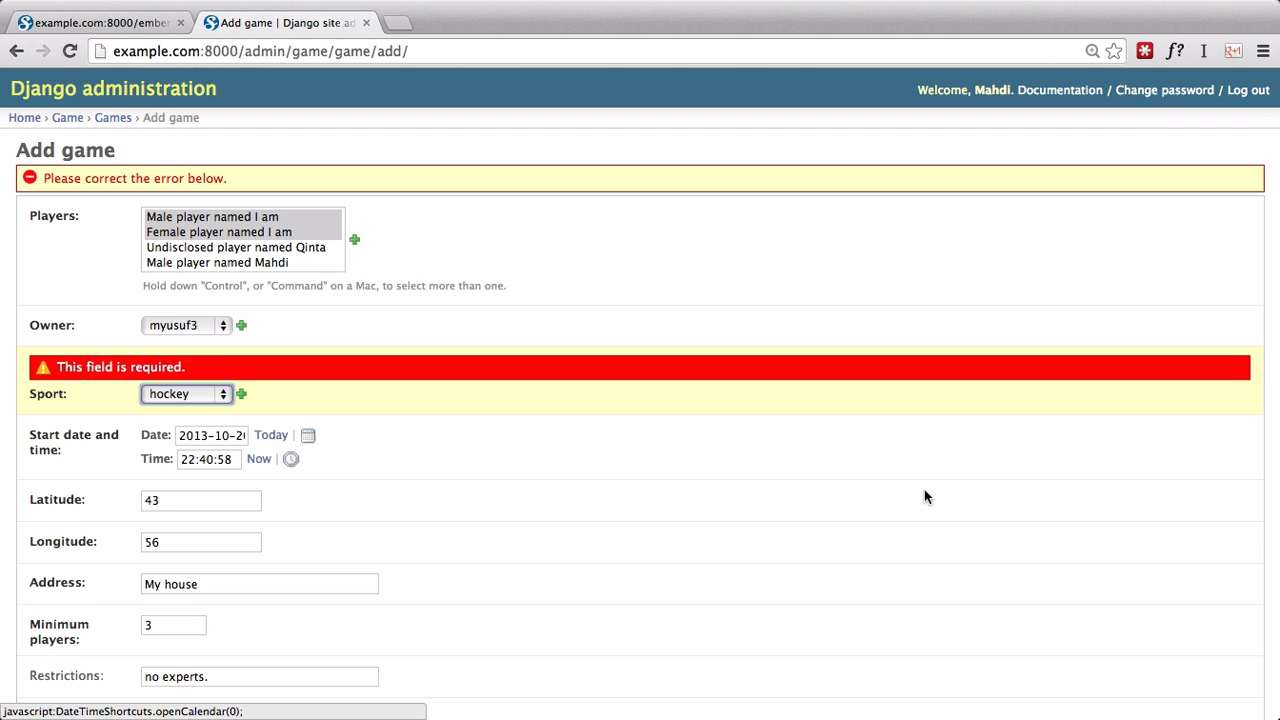 example.com:8000/ember
Add game | Django site ad
example.com:8000/admin/game/game/add/
Django administration
Welcome, Mahdi. Documentation / Change password / Log out
Home › Game › Games › Add game
Add game
Please correct the error below.
Players:
Male player named I am
Female player named I am
Undisclosed player named Qinta
Male player named Mahdi
Hold down "Control", or "Command" on a Mac, to select more than one.
Owner: myusuf3
This field is required.
Sport: hockey
Start date and time:
Date: 2013-10-20 Today |
Time: 22:40:58 Now |
Latitude: 43
Longitude: 56
Address: My house
Minimum players: 3
Restrictions: no experts.
javascript:DateTimeShortcuts.openCalendar(0);